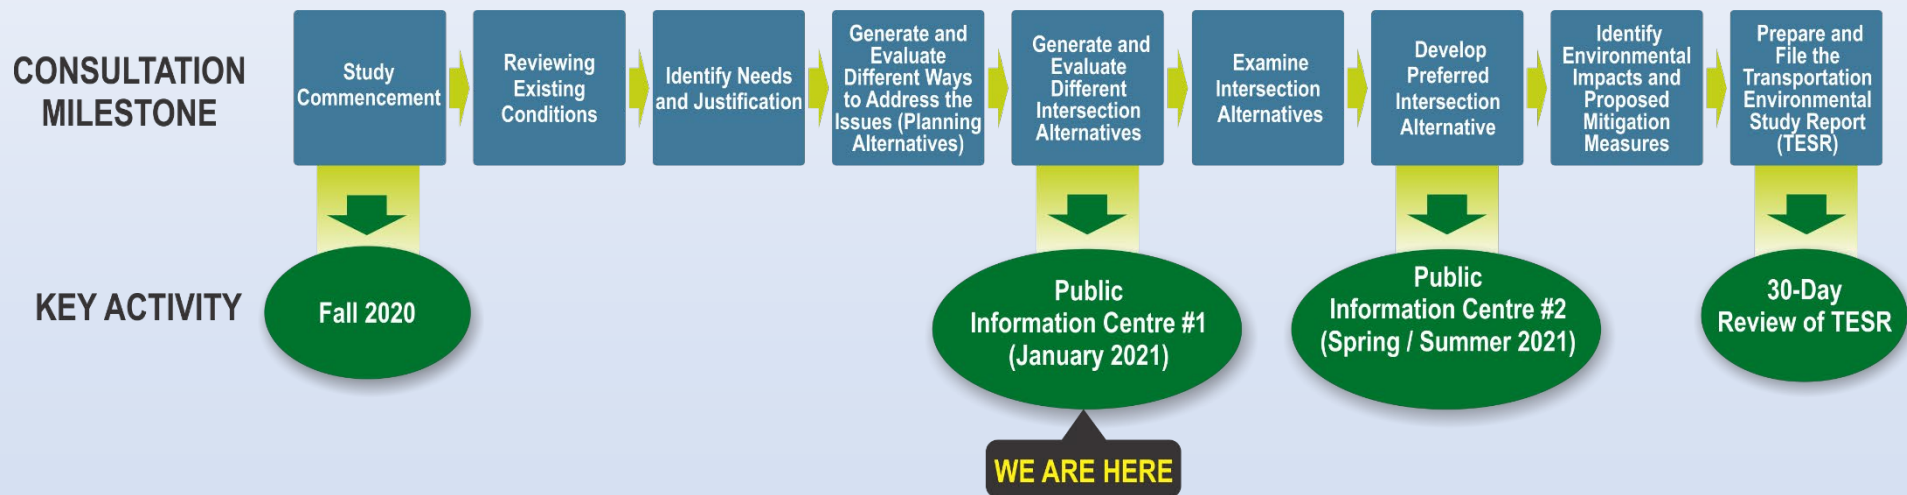 CONSULTATION
MILESTONE
Study
Commencement
Reviewing
Existing
Conditions
Identify Needs
and Justification
Generate and
Evaluate
Different Ways
to Address the
Issues (Planning
Alternatives)
Generate and
Evaluate
Different
Intersection
Alternatives
Examine
Intersection
Alternatives
Develop
Preferred
Intersection
Alternative
Identify
Environmental
Impacts and
Proposed
Mitigation
Measures
Prepare and
File the
Transportation
Environmental
Study Report
(TESR)
KEY ACTIVITY
Fall 2020
Public
Information Centre #1
(January 2021)
Public
Information Centre #2
(Spring / Summer 2021)
30-Day
Review of TESR
WE ARE HERE